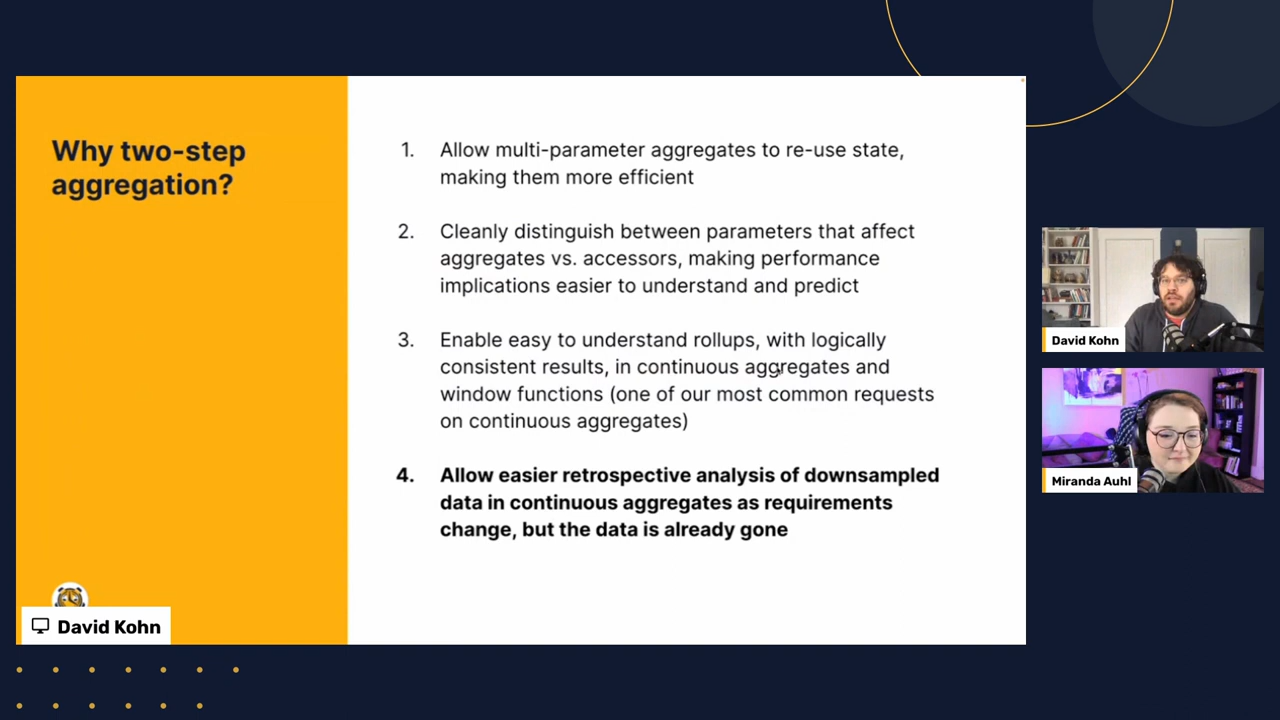 Why two-step
aggregation?
1. Allow multi-parameter aggregates to re-use state,
making them more efficient
2. Cleanly distinguish between parameters that affect
aggregates vs. accessors, making performance
implications easier to understand and predict
3. Enable easy to understand rollups, with logically
consistent results, in continuous aggregates and
window functions (one of our most common requests
on continuous aggregates)
4. Allow easier retrospective analysis of downsampled
data in continuous aggregates as requirements
change, but the data is already gone
David Kohn
David Kohn
Miranda Auhl